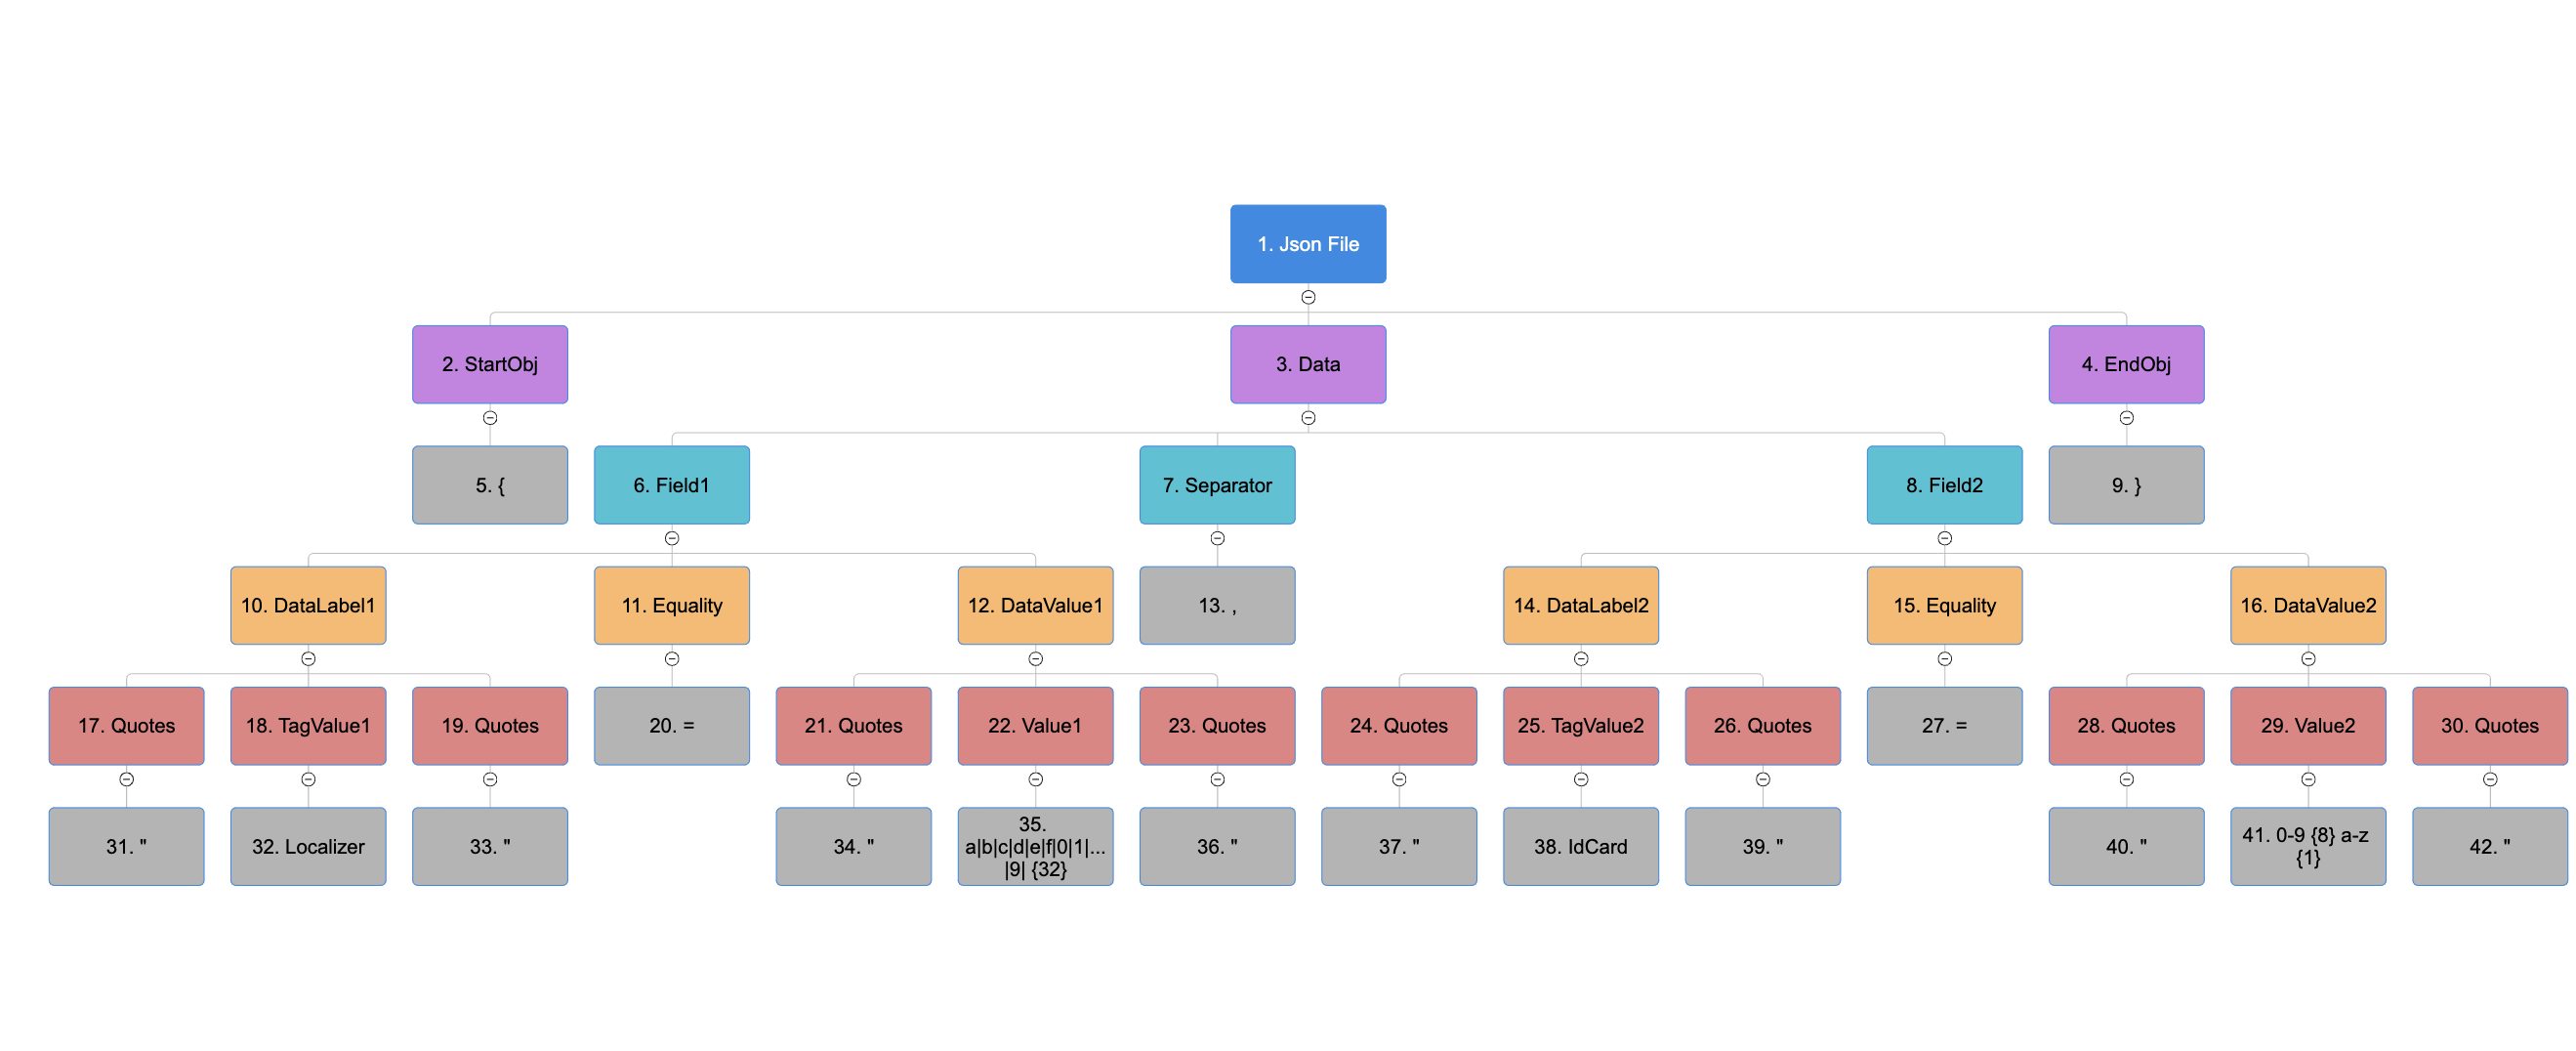 1. Json File
2. StartObj
3. Data
4. EndObj
5. {
6. Field1
7. Separator
8. Field2
9. }
10. DataLabel1
11. Equality
12. DataValue1
13. ,
14. DataLabel2
15. Equality
16. DataValue2
17. Quotes
18. TagValue1
19. Quotes
20. =
21. Quotes
22. Value1
23. Quotes
24. Quotes
25. TagValue2
26. Quotes
27. =
28. Quotes
29. Value2
30. Quotes
31. "
32. Localizer
33. "
34. "
35.
a|b|c|d|e|f|0|1|...
|9| {32}
36. "
37. "
38. IdCard
39. "
40. "
41. 0-9 {8} a-z
{1}
42. "